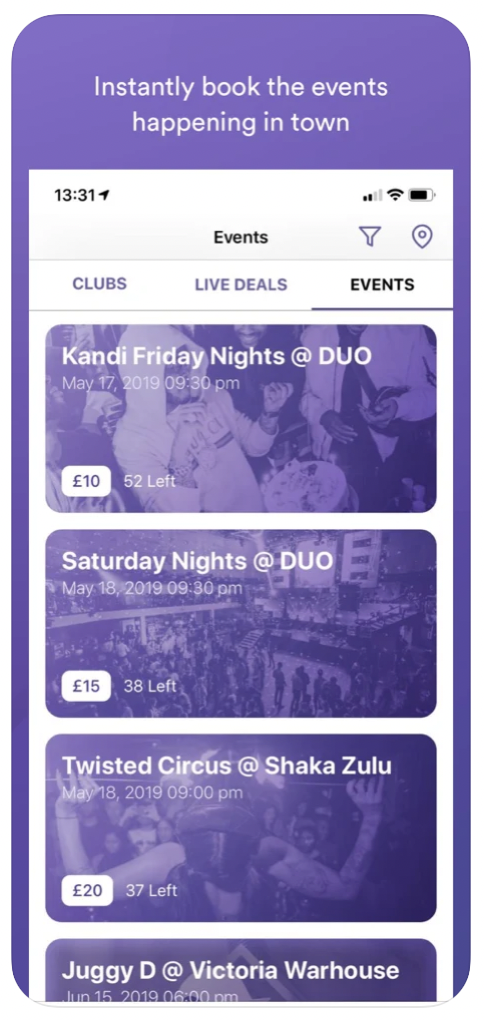 Instantly book the events
happening in town
13:31
Events
CLUBS LIVE DEALS EVENTS
Kandi Friday Nights @ DUO
May 17, 2019 09:30 pm
£10 52 Left
Saturday Nights @ DUO
May 18, 2019 09:30 pm
£15 38 Left
Twisted Circus @ Shaka Zulu
May 18, 2019 09:00 pm
£20 37 Left
Juggy D @ Victoria Warhouse
Jun 15, 2019 06:00 pm